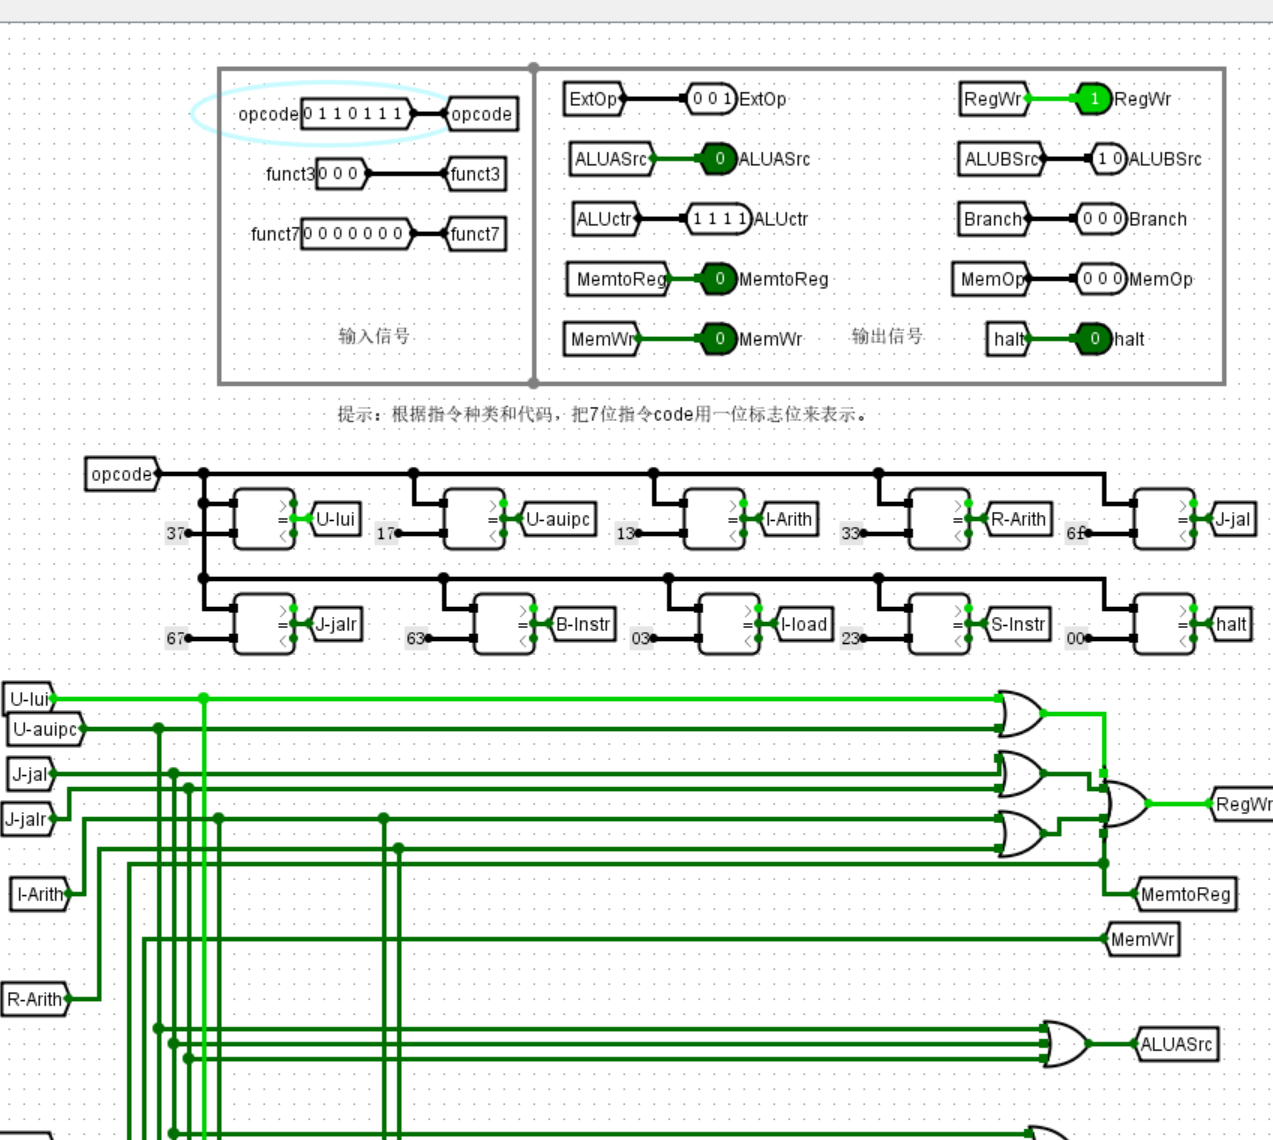 opcode 0 1 1 0 1 1 1 opcode
ExtOp 0 0 1 ExtOp
RegWr 1 RegWr
funct3 0 0 0 funct3
ALUASrc 0 ALUASrc
ALUBSrc 1 0 ALUBSrc
funct7 0 0 0 0 0 0 0 funct7
ALUctr 1 1 1 1 ALUctr
Branch 0 0 0 Branch
MemtoReg 0 MemtoReg
MemOp 0 0 0 MemOp
输入信号
MemWr 0 MemWr
输出信号
halt 0 halt
提示：根据指令种类和代码，把7位指令code用一位标志位来表示。
opcode
37 > = < U-lui
17 > = < U-auipc
13 > = < I-Arith
33 > = < R-Arith
6f > = < J-jal
67 > = < J-jalr
63 > = < B-Instr
03 > = < I-load
23 > = < S-Instr
00 > = < halt
U-lui
U-auipc
J-jal
J-jalr
RegWr
I-Arith
MemtoReg
MemWr
R-Arith
ALUASrc